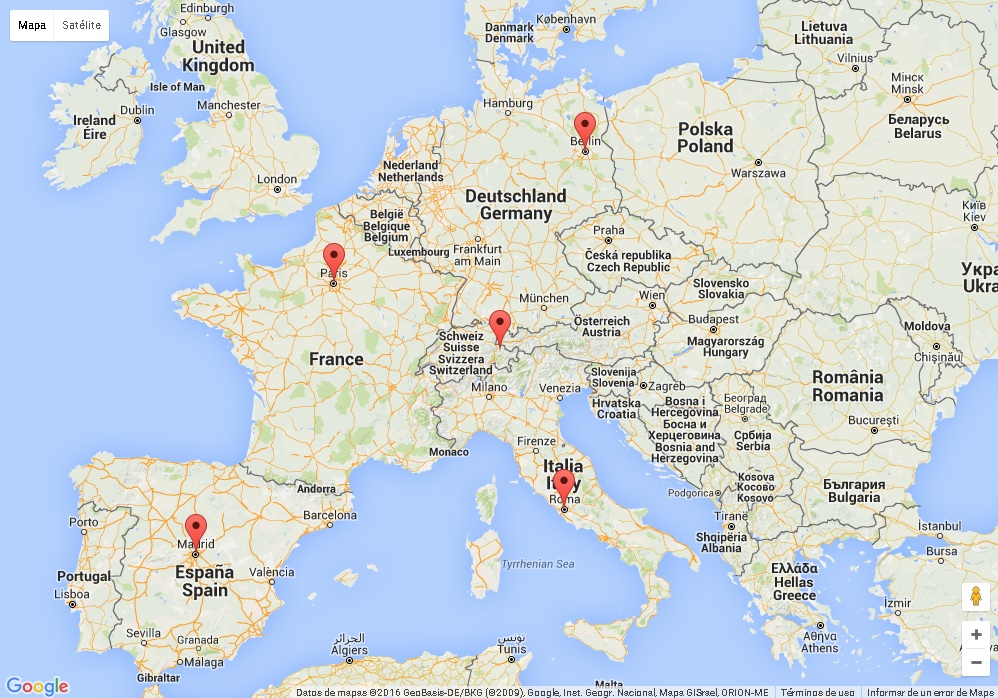 Mapa
Satélite
Edinburgh
Glasgow
United
Kingdom
Isle of Man
Ireland
Éire
Dublin
Manchester
London
Danmark
Denmark
København
Lietuva
Lithuania
Vilnius
Мінск
Minsk
Беларусь
Belarus
Hamburg
Berlin
Polska
Poland
Warszawa
Nederland
Netherlands
Deutschland
Germany
België
Belgique
Belgium
Luxembourg
Frankfurt
am Main
Praha
Česká republika
Czech Republic
Київ
Kiev
Укра
Ukra
Paris
München
Wien
Slovensko
Slovakia
Österreich
Austria
Budapest
Magyarország
Hungary
Moldova
Chișinău
Schweiz
Suisse
Svizzera
Switzerland
France
Milano
Venezia
Slovenija
Slovenia
Zagreb
Hrvatska
Croatia
Bosna i
Hercegovina
Босна и
Херцеговина
Bosnia and
Herzegovina
Београд
Belgrade
Србија
Serbia
România
Romania
București
Monaco
Firenze
Italia
Italy
Roma
Andorra
Barcelona
Porto
Madrid
España
Spain
València
Portugal
Lisboa
Sevilla
Granada
Málaga
Gibraltar
Tyrrhenian Sea
Podgorica
Kosova
Косово
Kosovo
България
Bulgaria
Tiranë
Shqipëria
Albania
Ελλάδα
Hellas
Greece
Αθήνα
Athens
İstanbul
Bursa
İzmir
الجزائر
Algiers
تونس
Tunis
Malta
Google
Datos de mapas ©2016 GeoBasis-DE/BKG (©2009), Google, Inst. Geogr. Nacional, Mapa GISrael, ORION-ME
Términos de uso
Informar de un error de Maps